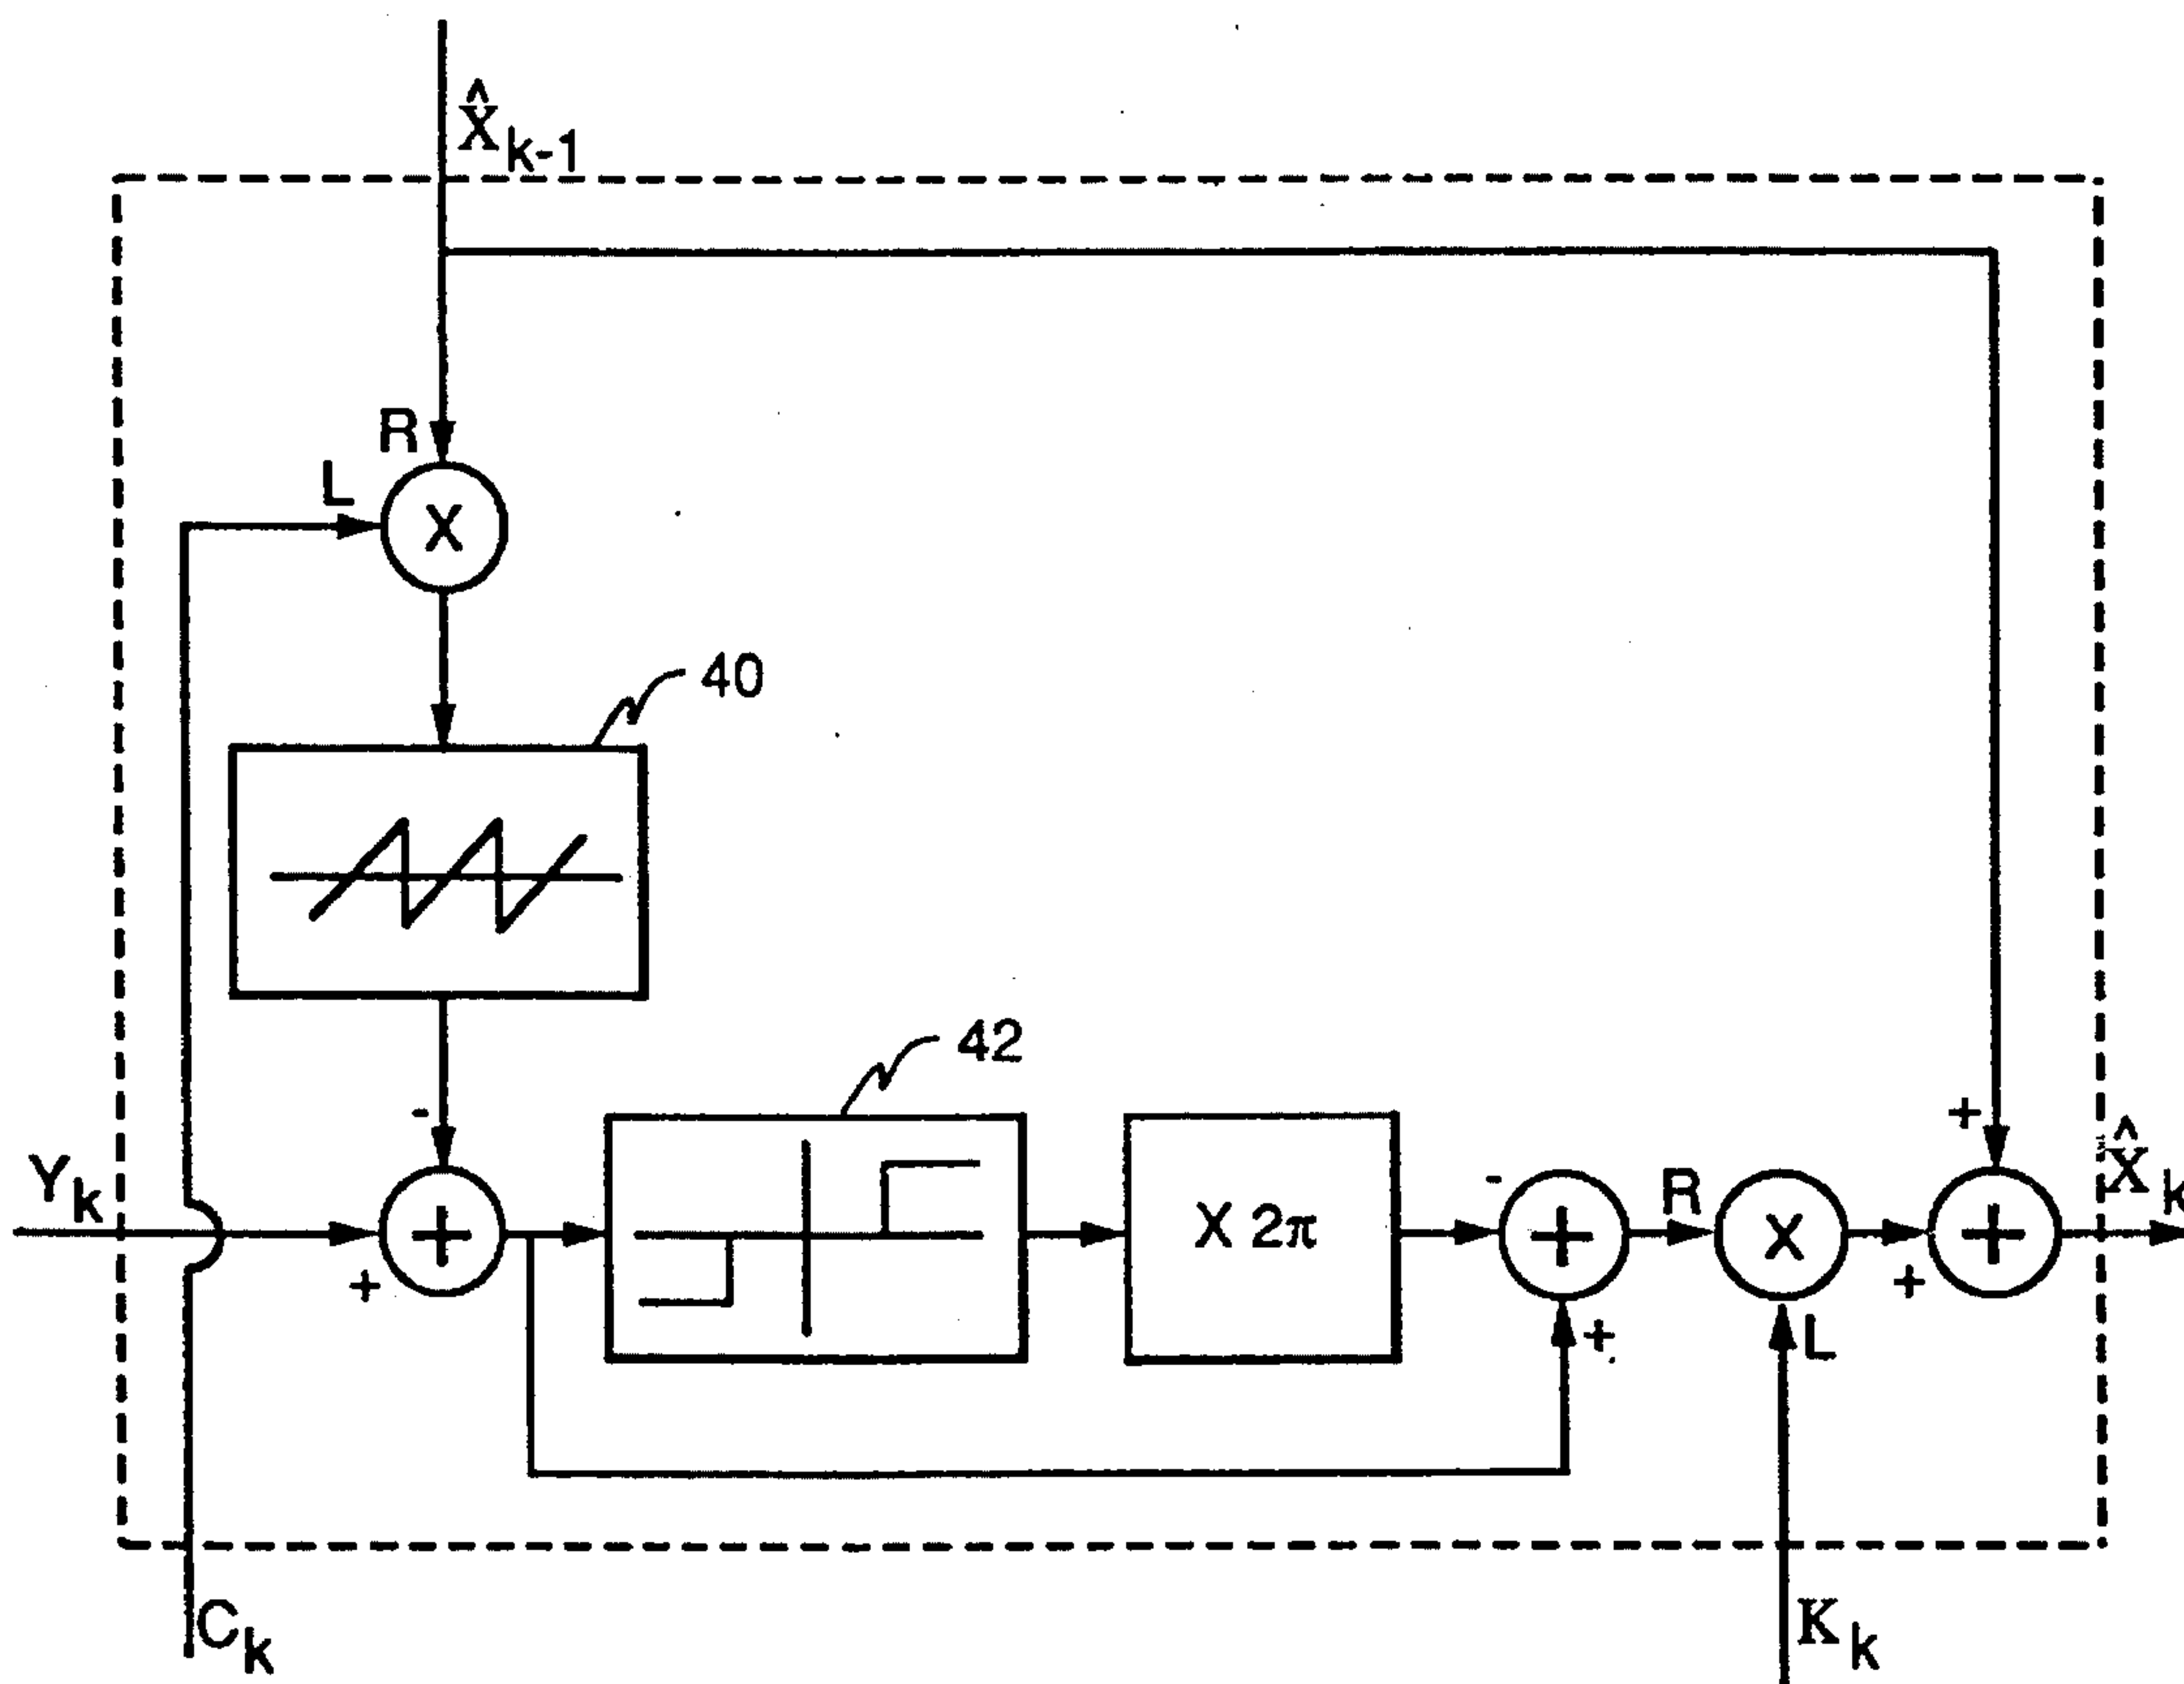 X̂k-1
R
L
X
40
42
-
Yk
+
+
X 2π
-
+
+
R
X
L
+
+
+
X̂k
Ck
Kk